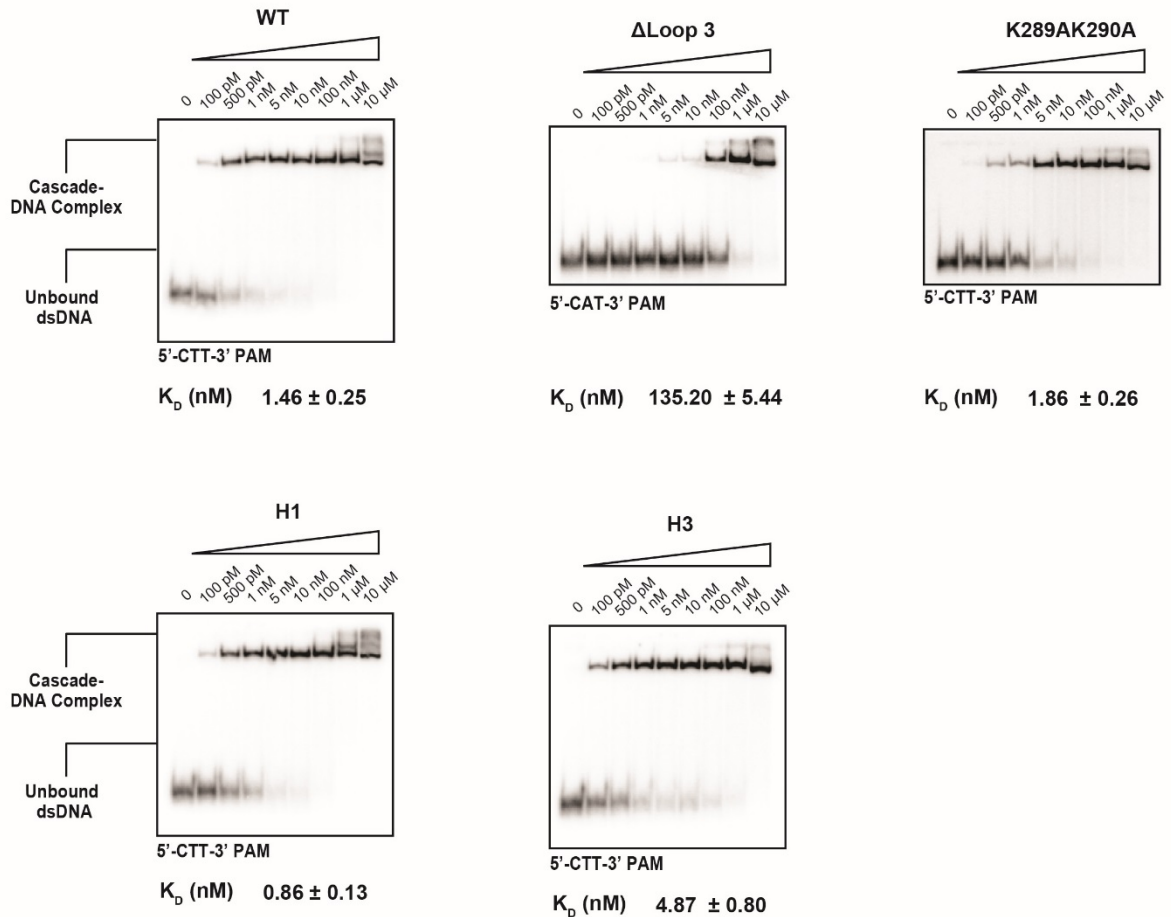 WT
0 100 pM 500 pM 1 nM 5 nM 10 nM 100 nM 1 µM 10 µM
Cascade-
DNA Complex
Unbound
dsDNA
5’-CTT-3’ PAM
K_D (nM) 1.46 ± 0.25
ΔLoop 3
0 100 pM 500 pM 1 nM 5 nM 10 nM 100 nM 1 µM 10 µM
5’-CAT-3’ PAM
K_D (nM) 135.20 ± 5.44
K289AK290A
0 100 pM 500 pM 1 nM 5 nM 10 nM 100 nM 1 µM 10 µM
5’-CTT-3’ PAM
K_D (nM) 1.86 ± 0.26
H1
0 100 pM 500 pM 1 nM 5 nM 10 nM 100 nM 1 µM 10 µM
Cascade-
DNA Complex
Unbound
dsDNA
5’-CTT-3’ PAM
K_D (nM) 0.86 ± 0.13
H3
0 100 pM 500 pM 1 nM 5 nM 10 nM 100 nM 1 µM 10 µM
5’-CTT-3’ PAM
K_D (nM) 4.87 ± 0.80